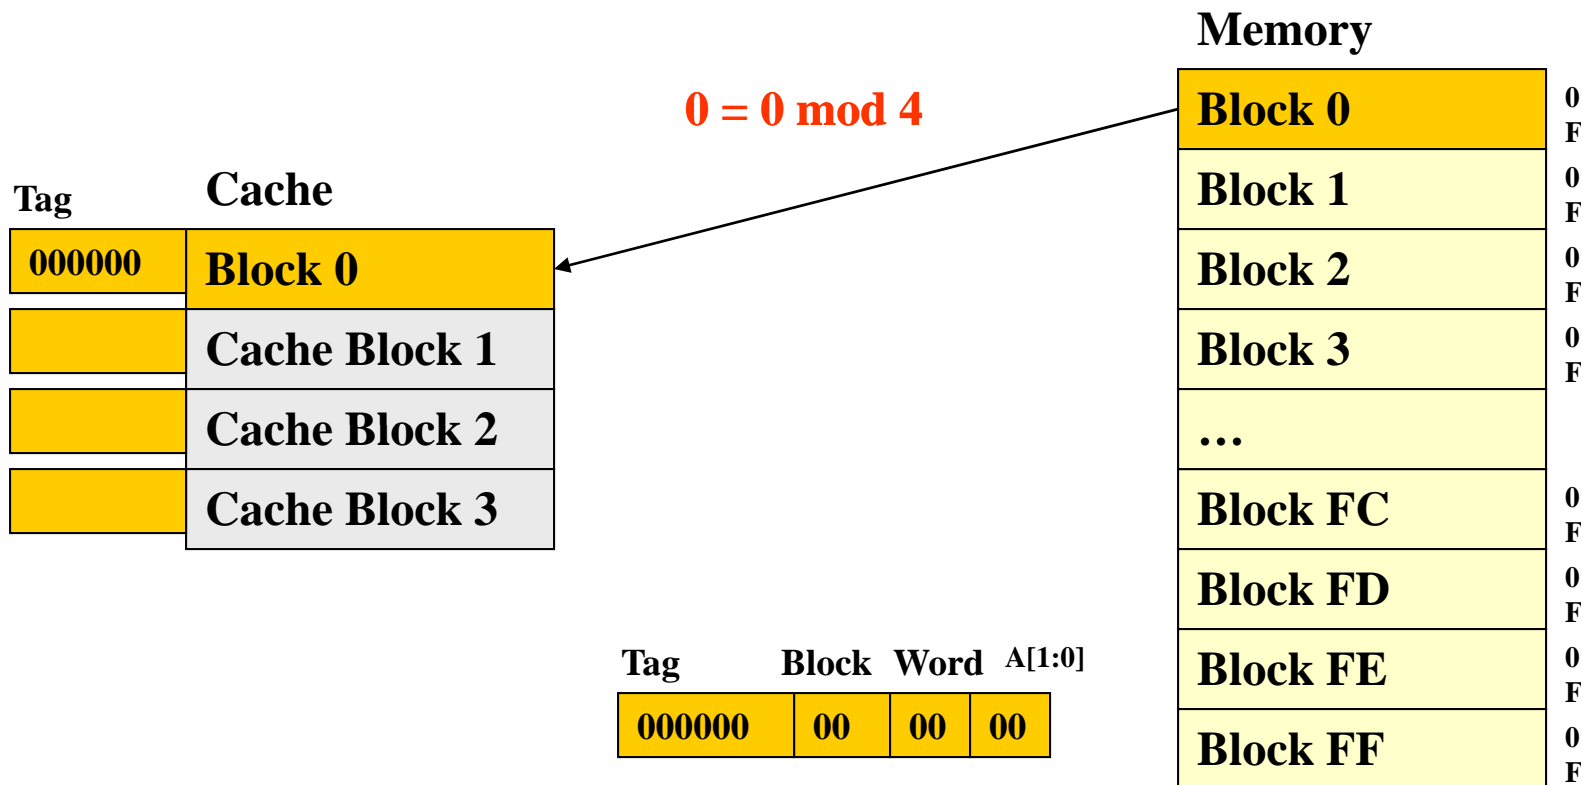 Memory
0 = 0 mod 4
Block 0
0
F
Tag
Cache
Block 1
0
F
000000
Block 0
Block 2
0
F
Cache Block 1
Block 3
0
F
Cache Block 2
…
Cache Block 3
Block FC
0
F
Block FD
0
F
Tag Block Word A[1:0]
Block FE
0
F
000000 00 00 00
Block FF
0
F